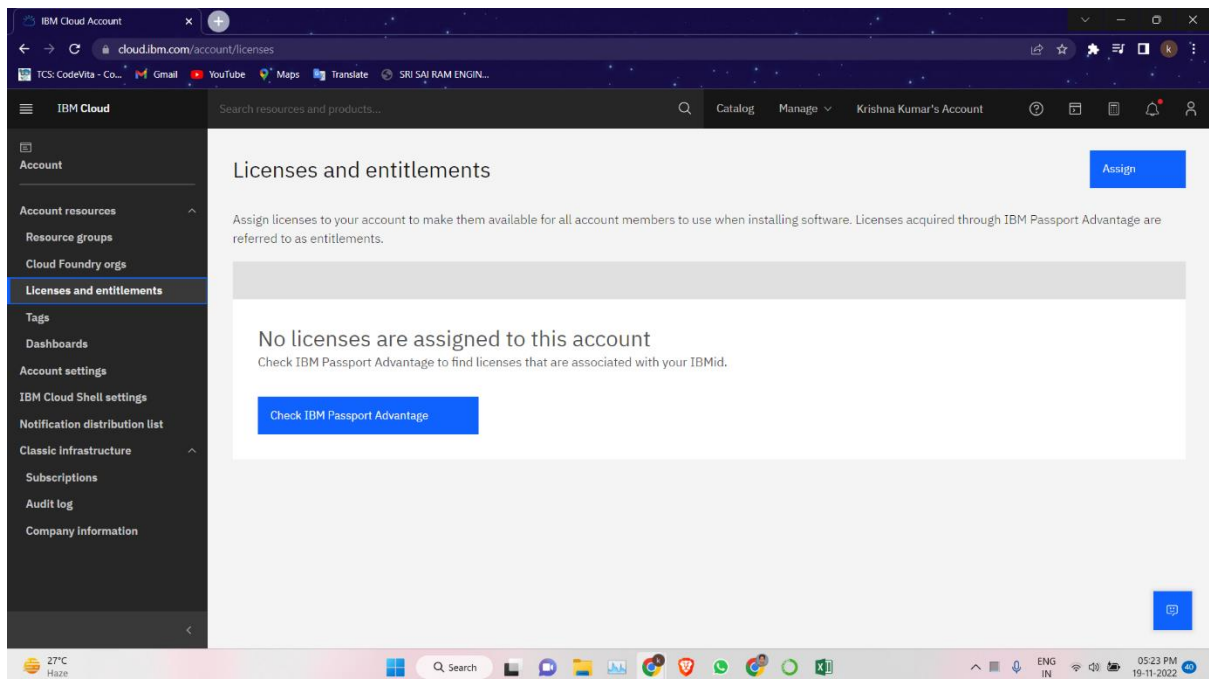 IBM Cloud Account
cloud.ibm.com/account/licenses
TCS: CodeVita - Co... Gmail YouTube Maps Translate SRI SAI RAM ENGIN...
IBM Cloud Search resources and products... Catalog Manage Krishna Kumar's Account
Account
Account resources
Resource groups
Cloud Foundry orgs
Licenses and entitlements
Tags
Dashboards
Account settings
IBM Cloud Shell settings
Notification distribution list
Classic infrastructure
Subscriptions
Audit log
Company information
Licenses and entitlements
Assign
Assign licenses to your account to make them available for all account members to use when installing software. Licenses acquired through IBM Passport Advantage are
referred to as entitlements.
No licenses are assigned to this account
Check IBM Passport Advantage to find licenses that are associated with your IBMid.
Check IBM Passport Advantage
27°C
Haze
Search
ENG
IN
05:23 PM
19-11-2022
40
k